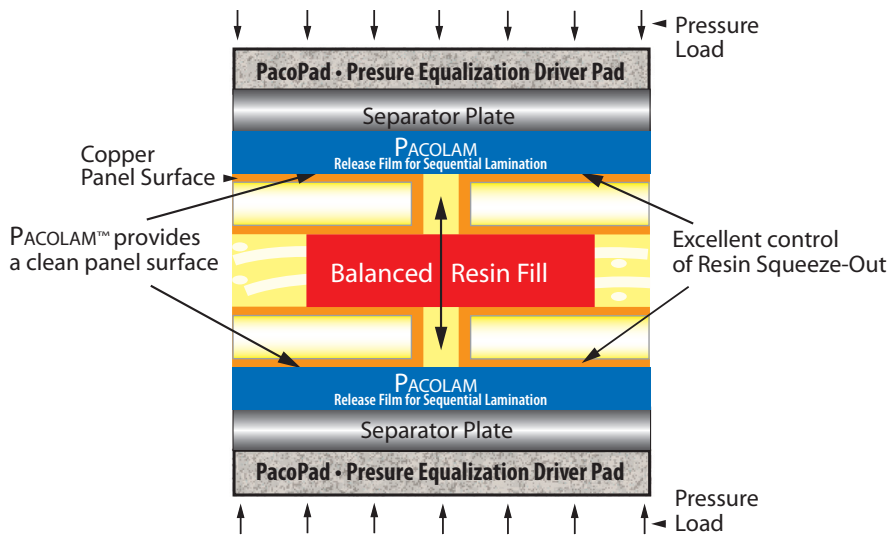 Pressure
Load
PacoPad • Presure Equalization Driver Pad
Separator Plate
PACOLAM
Release Film for Sequential Lamination
Copper
Panel Surface
PACOLAM™ provides
a clean panel surface
Excellent control
of Resin Squeeze-Out
Balanced Resin Fill
PACOLAM
Release Film for Sequential Lamination
Separator Plate
PacoPad • Presure Equalization Driver Pad
Pressure
Load